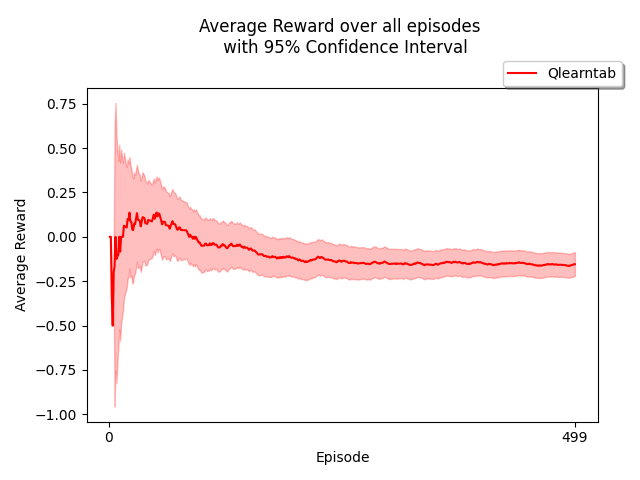 Average Reward over all episodes
with 95% Confidence Interval
Qlearntab
0.75
0.50
0.25
0.00
−0.25
−0.50
−0.75
−1.00
Average Reward
0
499
Episode